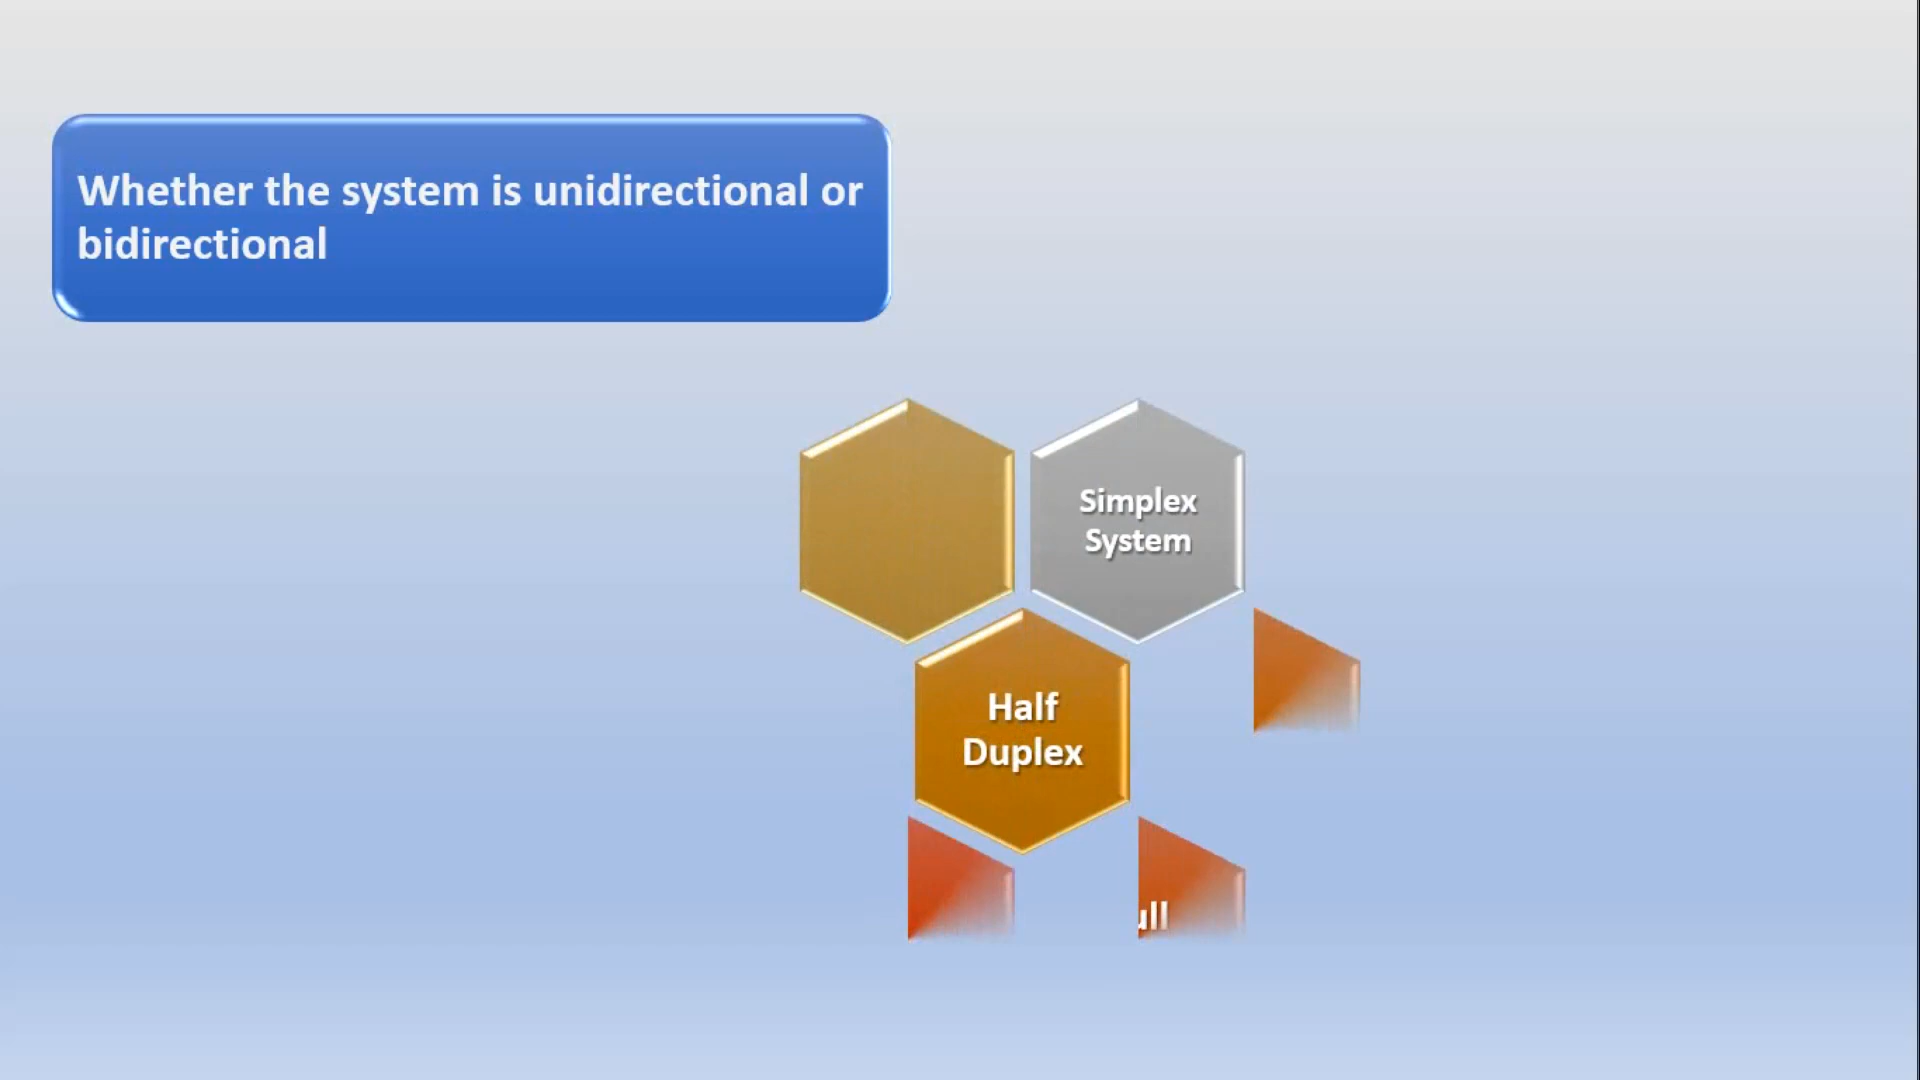 Whether the system is unidirectional or
bidirectional
Simplex
System
Half
Duplex